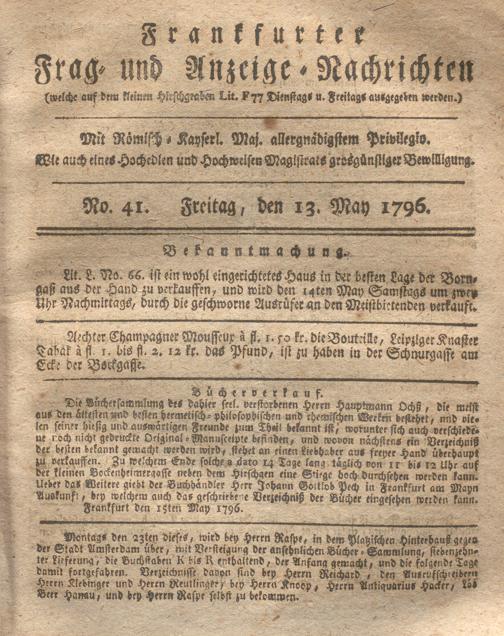 Frankfurter
Frag- und Anzeige-Nachrichten
(welche auf dem kleinen Hirschgraben Lit. F 77 Dienstags u. Freitags ausgegeben werden.)
Mit Römisch-Kayserl. Maj. allergnädigstem Privilegio.
Wie auch eines Hochedlen und Hochweisen Magistrats großgünstiger Bewilligung.
No. 41. Freitag, den 13. May 1796.
Bekanntmachung.
Lit. L. No. 66. ist ein wohl eingerichtetes Haus in der besten Lage der Born-
gaß aus der Hand zu verkauffen, und wird den 14ten May Samstags um zwey
Uhr Nachmittags, durch die geschworne Ausrüfer an den Meistbietenden verkauft.
Aechter Champagner Mousseux à fl. 1. 50 kr. die Bouteille, Leipziger Knaster
Tabak à fl. 1. bis fl. 2. 12 kr. das Pfund, ist zu haben in der Schnurgasse am
Ecke der Bockgasse.
Bücherverkauf.
Die Büchersammlung des dahier seel. verstorbenen Herrn Hauptmann Ochß, die meist
aus den ältesten und besten hermetisch-philosophischen und chemischen Werken bestehet, und vie-
len seiner hiesig und auswärtigen Freunde zum Theil bekannt ist, worunter sich auch verschiede-
ne noch nicht gedruckte Original-Manuscripte befinden, und wovon nächstens ein Verzeichniß
der besten bekannt gemacht werden wird, stehet an einen Liebhaber aus freyer Hand überhaupt
zu verkauffen. Zu welchem Ende solche a dato 14 Tage lang täglich von 11 bis 12 Uhr auf
der kleinen Bockenheimergasse neben dem Hirschgen eine Stiege hoch durchsehen werden kann.
Ueber das Weitere giebt der Buchhändler Herr Johann Gottlob Pech in Frankfurt am Mayn
Auskunft, bey welchem auch das geschriebene Verzeichniß der Bücher eingesehen werden kann.
Frankfurt den 15ten May 1796.
Montags den 23ten dieses, wird bey Herrn Raspe, in dem Platzischen Hinterhauß gegen
der Stadt Amsterdam über, mit Versteigung der ansehnlichen Bücher-Sammlung, siebenzehn-
ter Lieferung, die Buchstaben K bis R enthaltend, der Anfang gemacht, und die folgende Tage
damit fortgefahren. Verzeichnisse davon sind bey Herrn Reichard, den Ausrufschreibern
Herrn Klebinger und Herrn Reutlinger, bey Herrn Knoop, Herrn Antiquarius Hacker,
Beer Hanau, und bey Herrn Raspe selbst zu bekommen.